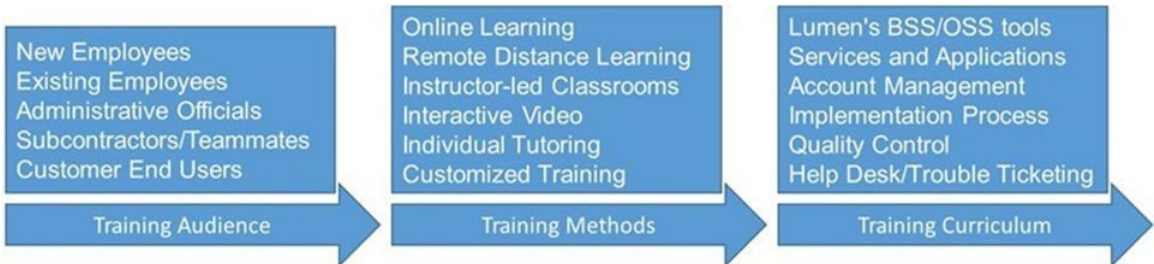 New Employees
Existing Employees
Administrative Officials
Subcontractors/Teammates
Customer End Users
Training Audience
Online Learning
Remote Distance Learning
Instructor-led Classrooms
Interactive Video
Individual Tutoring
Customized Training
Training Methods
Lumen's BSS/OSS tools
Services and Applications
Account Management
Implementation Process
Quality Control
Help Desk/Trouble Ticketing
Training Curriculum